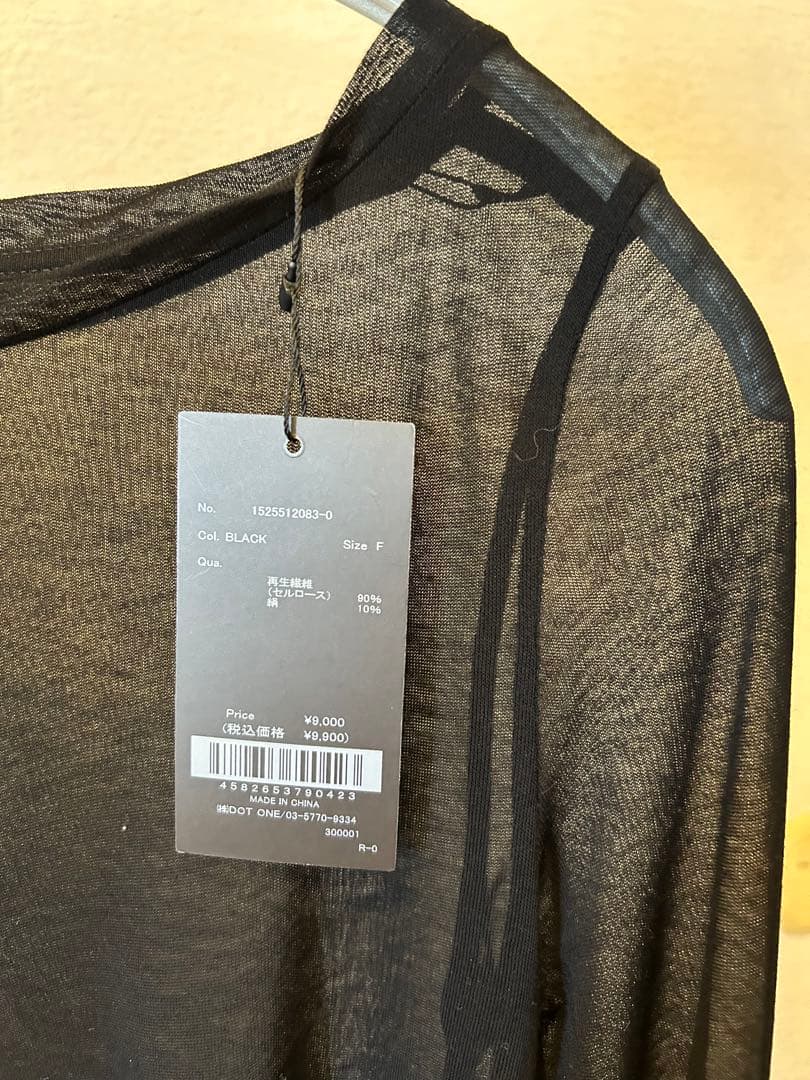 No. 1525512083-0
Col. BLACK Size F
Qua.
再生繊維
(セルロース) 90%
絹 10%
Price ¥9,000
(税込価格 ¥9,900)
4582653790423
MADE IN CHINA
㈱DOT ONE/03-5770-9334
300001
R-0